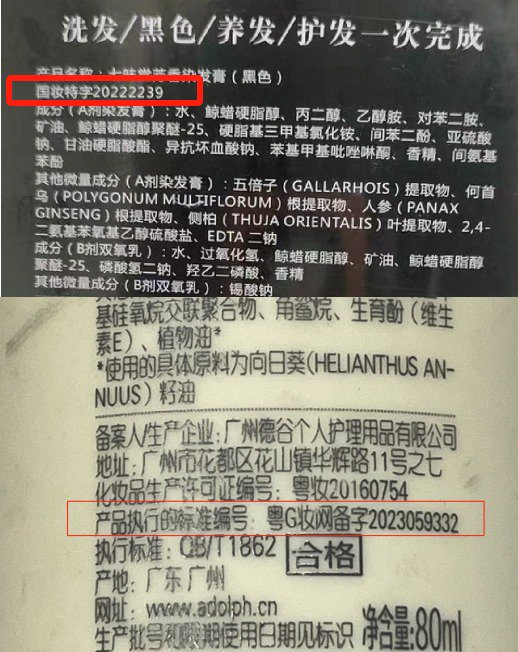 洗发/黑色/养发/护发一次完成
国妆特字20222239
成分（A剂染发膏）：水、鲸蜡硬脂醇、丙二醇、乙醇胺、对苯二胺、
矿油、鲸蜡硬脂醇聚醚-25、硬脂基三甲基氯化铵、间苯二酚、亚硫酸
钠、甘油硬脂酸酯、异抗坏血酸钠、苯基甲基吡唑啉酮、香精、间氨基
苯酚
其他微量成分（A剂染发膏）：五倍子（GALLARHOIS）提取物、何首
乌（POLYGONUM MULTIFLORUM）根提取物、人参（PANAX
GINSENG）根提取物、侧柏（THUJA ORIENTALIS）叶提取物、2,4-
二氨基苯氧基乙醇硫酸盐、EDTA 二钠
成分（B剂双氧乳）：水、过氧化氢、鲸蜡硬脂醇、矿油、鲸蜡硬脂醇
聚醚-25、磷酸氢二钠、羟乙二磷酸、香精
其他微量成分（B剂双氧乳）：锡酸钠
基硅氧烷交联聚合物、角鲨烷、生育酚（维生
素E）、植物油*
*使用的具体原料为向日葵(HELIANTHUS AN-
NUUS) 籽油
备案人/生产企业: 广州德谷个人护理用品有限公司
地址: 广州市花都区花山镇华辉路11号之七
化妆品生产许可证编号: 粤妆20160754
产品执行的标准编号: 粤G妆网备字2023059332
执行标准: QB/T1862 合格
产地: 广东 广州
网址: www.adolph.cn
生产批号和限期使用日期见标识 净含量:80ml